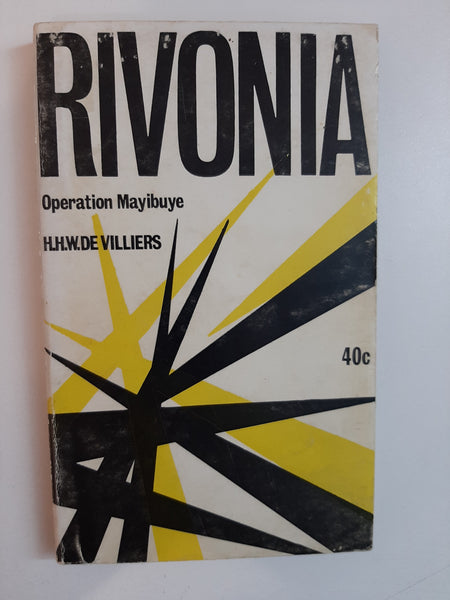 RIVONIA
Operation Mayibuye
H.H.W.DE VILLIERS
40c